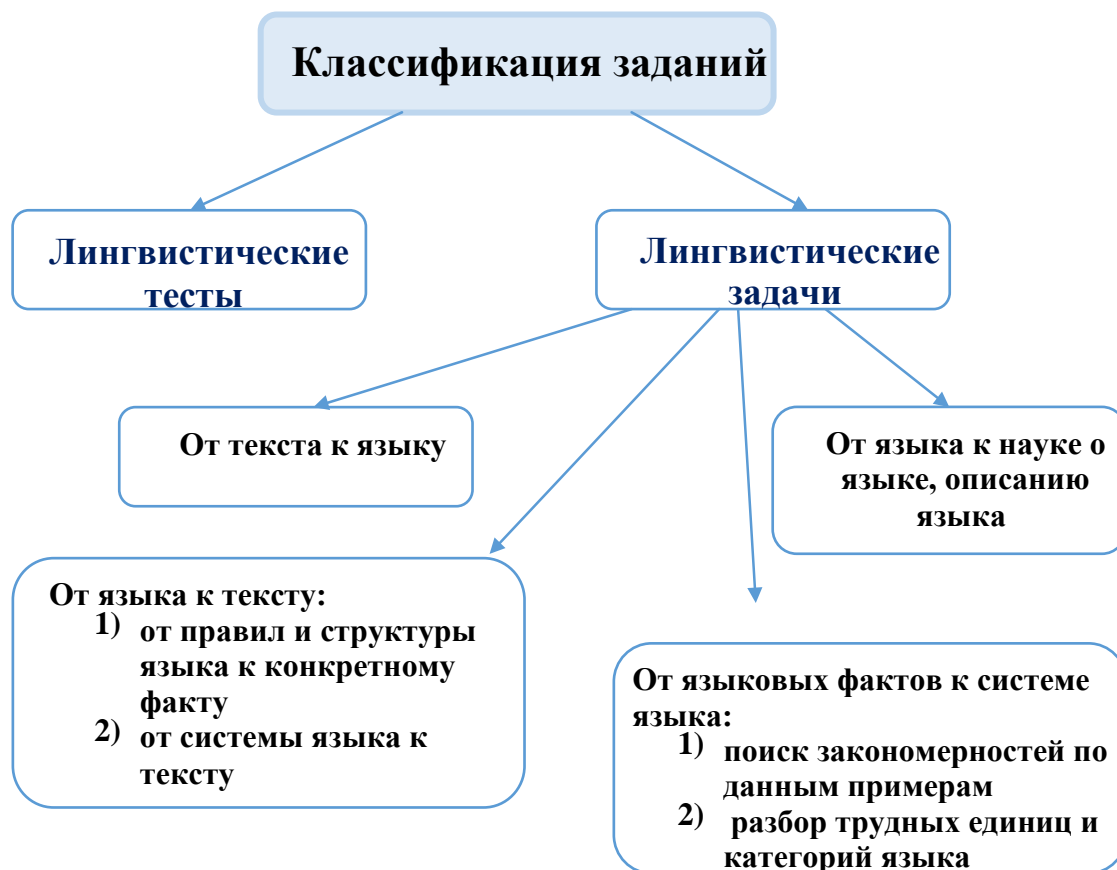 Классификация заданий
Лингвистические
тесты
Лингвистические
задачи
От текста к языку
От языка к науке о
языке, описанию
языка
От языка к тексту:
1) от правил и структуры
языка к конкретному
факту
2) от системы языка к
тексту
От языковых фактов к системе
языка:
1) поиск закономерностей по
данным примерам
2) разбор трудных единиц и
категорий языка